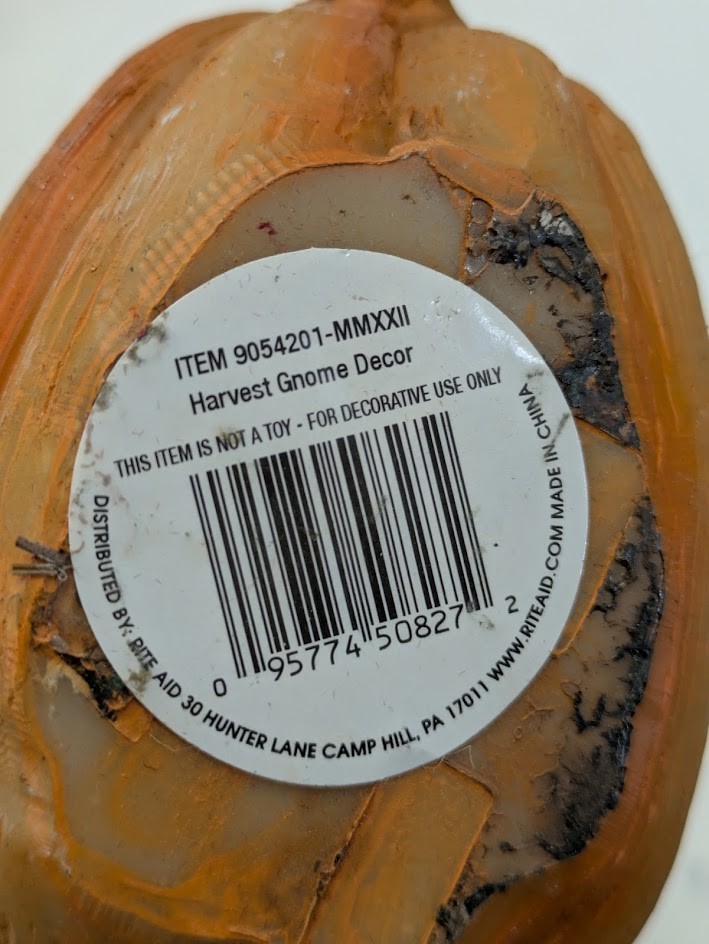 ITEM 9054201-MMXXII
Harvest Gnome Decor
THIS ITEM IS NOT A TOY - FOR DECORATIVE USE ONLY
0 95774 50827 2
DISTRIBUTED BY: RITE AID 30 HUNTER LANE CAMP HILL, PA 17011 WWW.RITEAID.COM MADE IN CHINA